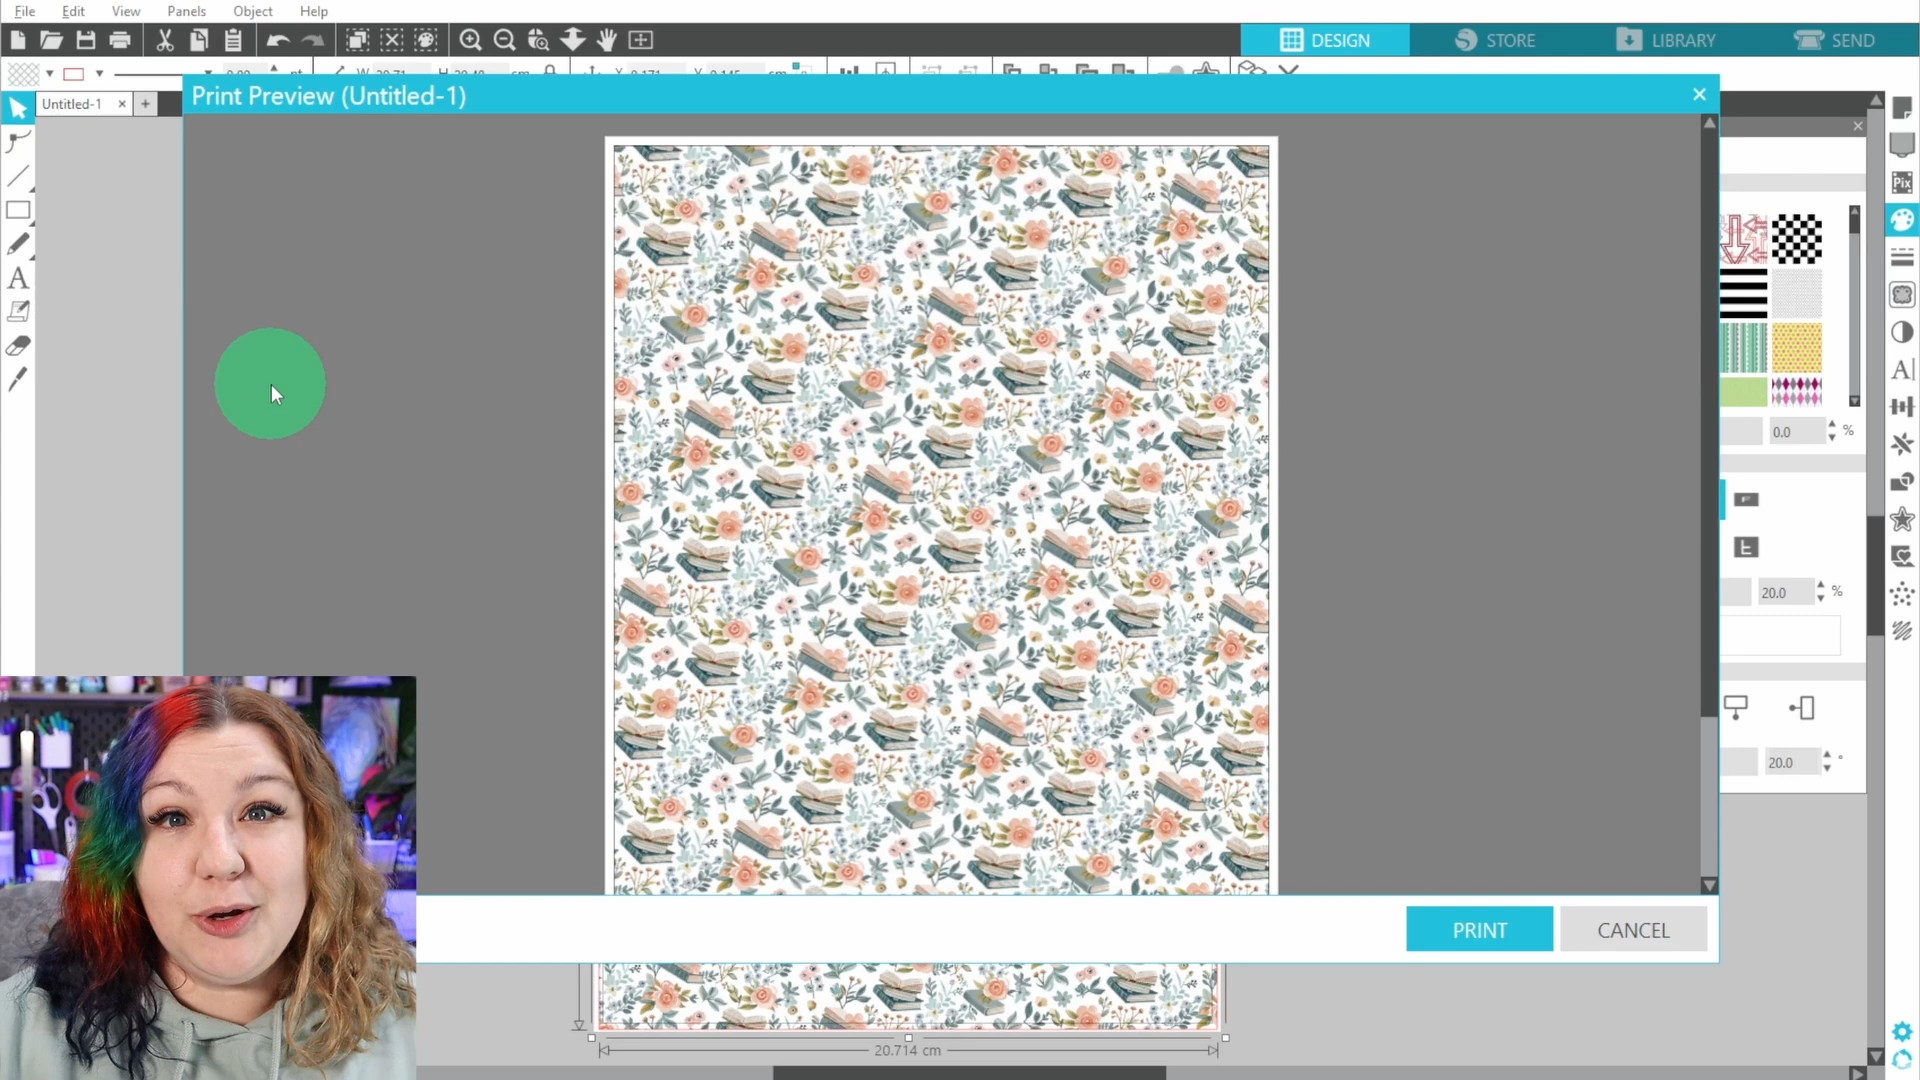 File Edit View Panels Object Help
DESIGN STORE LIBRARY SEND
Untitled-1
Print Preview (Untitled-1)
Pix
A
A
0.0 %
20.0 %
20.0 °
PRINT CANCEL
20.714 cm